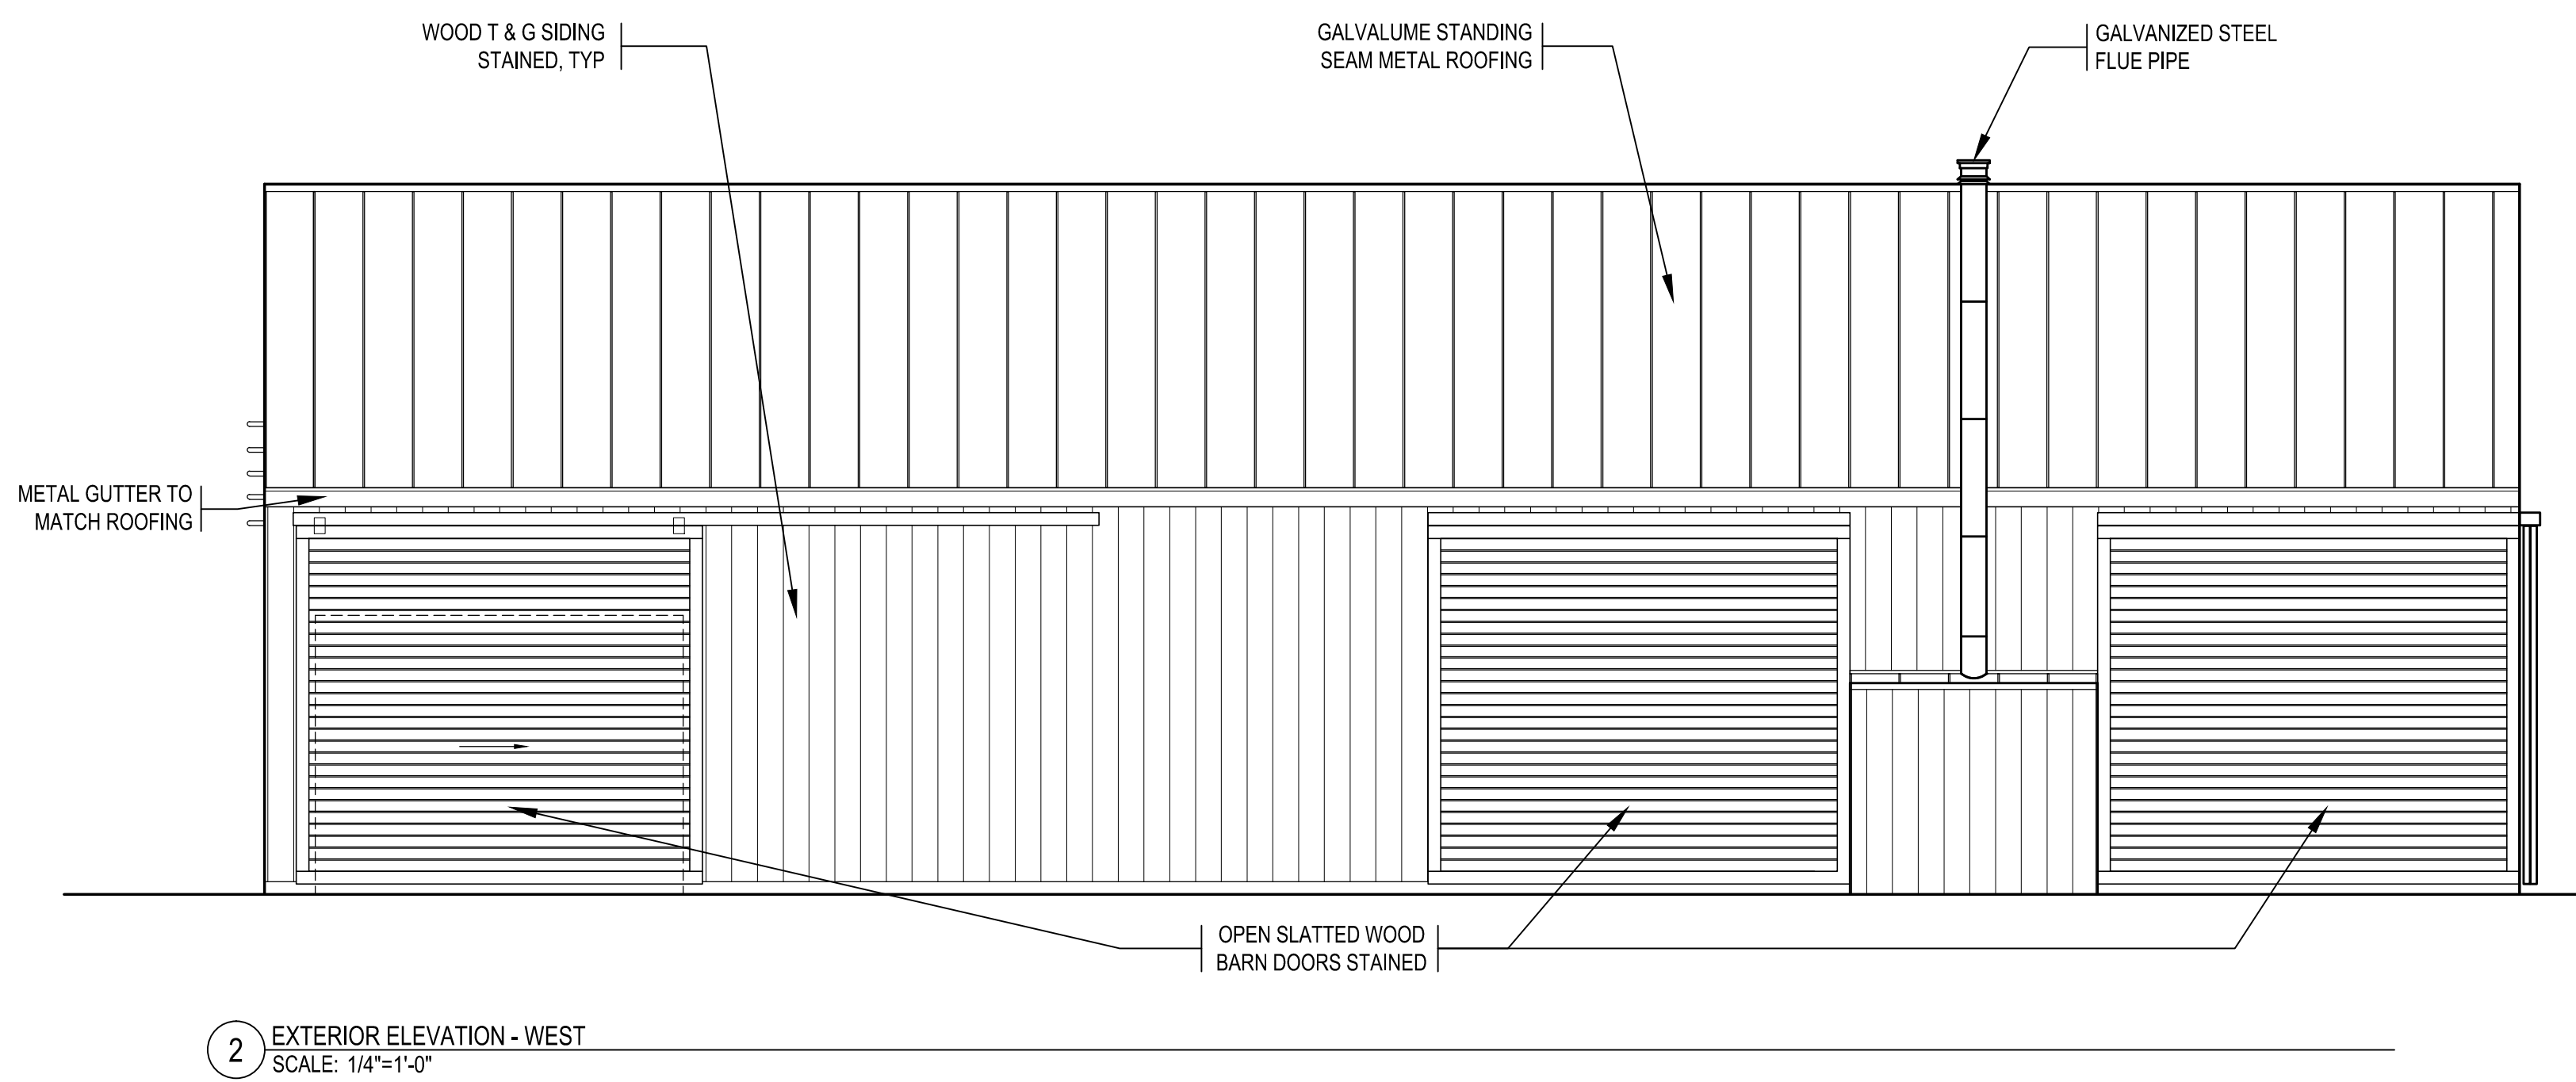 WOOD T & G SIDING
STAINED, TYP
GALVALUME STANDING
SEAM METAL ROOFING
GALVANIZED STEEL
FLUE PIPE
METAL GUTTER TO
MATCH ROOFING
OPEN SLATTED WOOD
BARN DOORS STAINED
2
EXTERIOR ELEVATION - WEST
SCALE: 1/4"=1'-0"